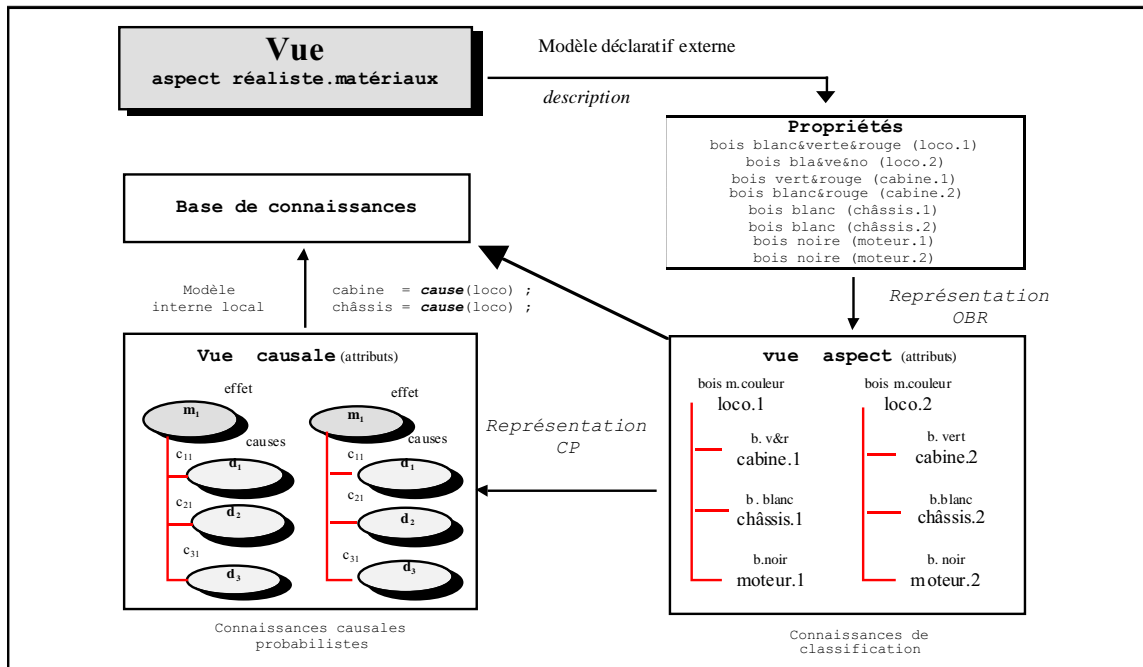 Vue
aspect réaliste.matériaux
Modèle déclaratif externe
description
Propriétés
bois blanc&verte&rouge (loco.1)
bois bla&ve&no (loco.2)
bois vert&rouge (cabine.1)
bois blanc&rouge (cabine.2)
bois blanc (châssis.1)
bois blanc (châssis.2)
bois noire (moteur.1)
bois noire (moteur.2)
Base de connaissances
Modèle
interne local
cabine = cause(loco) ;
châssis = cause(loco) ;
Représentation
OBR
Vue causale (attributs)
effet
m1
causes
c11
d1
c21
d2
c31
d3
effet
m1
causes
c11
d1
c21
d2
c31
d3
Représentation
CP
vue aspect (attributs)
bois m.couleur
loco.1
b. v&r
cabine.1
b. blanc
châssis.1
b.noir
moteur.1
bois m.couleur
loco.2
b. vert
cabine.2
b.blanc
châssis.2
b. noir
moteur.2
Connaissances causales
probabilistes
Connaissances de
classification